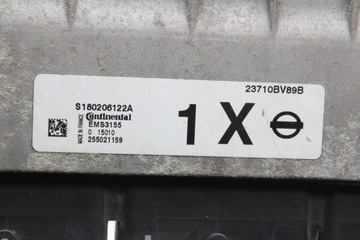 23710BV89B
S180206122A
Continental
EMS3155
0 15010
255021159
MADE IN FRANCE
1 X